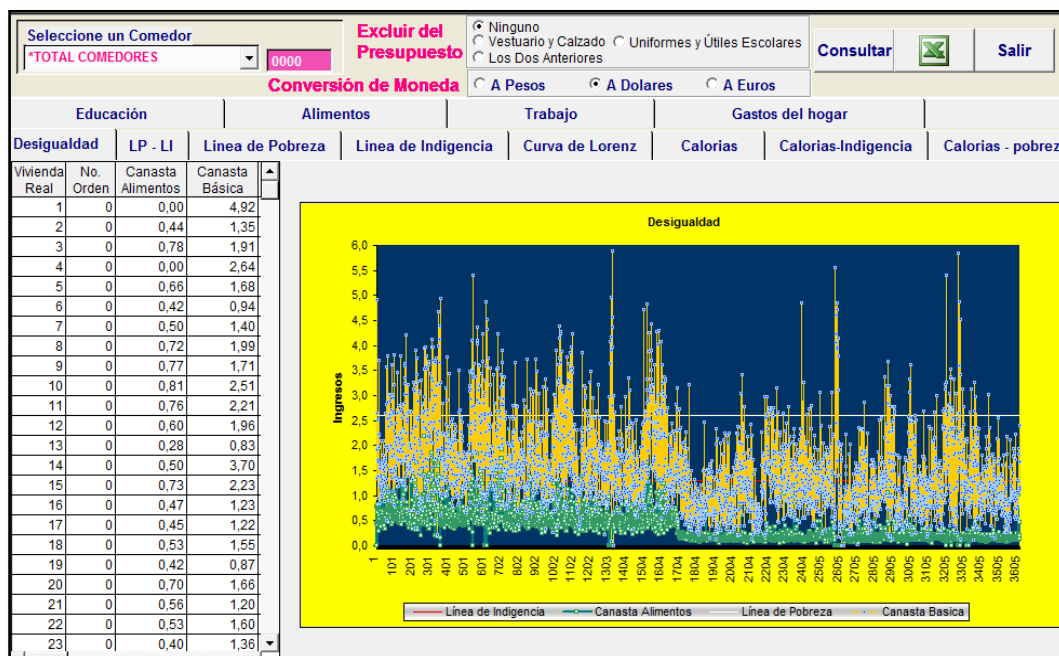 Seleccione un Comedor
*TOTAL COMEDORES
0000
Excluir del
Presupuesto
Ninguno
Vestuario y Calzado
Uniformes y Útiles Escolares
Los Dos Anteriores
Conversión de Moneda
A Pesos
A Dolares
A Euros
Consultar
Salir
Educación
Alimentos
Trabajo
Gastos del hogar
Desigualdad
LP - LI
Linea de Pobreza
Linea de Indigencia
Curva de Lorenz
Calorias
Calorias-Indigencia
Calorias - pobrez
Vivienda Real No. Orden Canasta Alimentos Canasta Básica
1 0 0,00 4,92
2 0 0,44 1,35
3 0 0,78 1,91
4 0 0,00 2,64
5 0 0,66 1,68
6 0 0,42 0,94
7 0 0,50 1,40
8 0 0,72 1,99
9 0 0,77 1,71
10 0 0,81 2,51
11 0 0,76 2,21
12 0 0,60 1,96
13 0 0,28 0,83
14 0 0,50 3,70
15 0 0,73 2,23
16 0 0,47 1,23
17 0 0,45 1,22
18 0 0,53 1,55
19 0 0,42 0,87
20 0 0,70 1,66
21 0 0,56 1,20
22 0 0,53 1,60
23 0 0,40 1,36
Desigualdad
Ingresos
6,0
5,5
5,0
4,5
4,0
3,5
3,0
2,5
2,0
1,5
1,0
0,5
0,0
1 101 201 301 401 501 601 702 802 902 1002 1102 1202 1303 1404 1504 1604 1704 1804 1904 2004 2104 2204 2304 2404 2505 2605 2705 2805 2905 3005 3105 3205 3305 3405 3505 3605
Línea de Indigencia
Canasta Alimentos
Línea de Pobreza
Canasta Basica